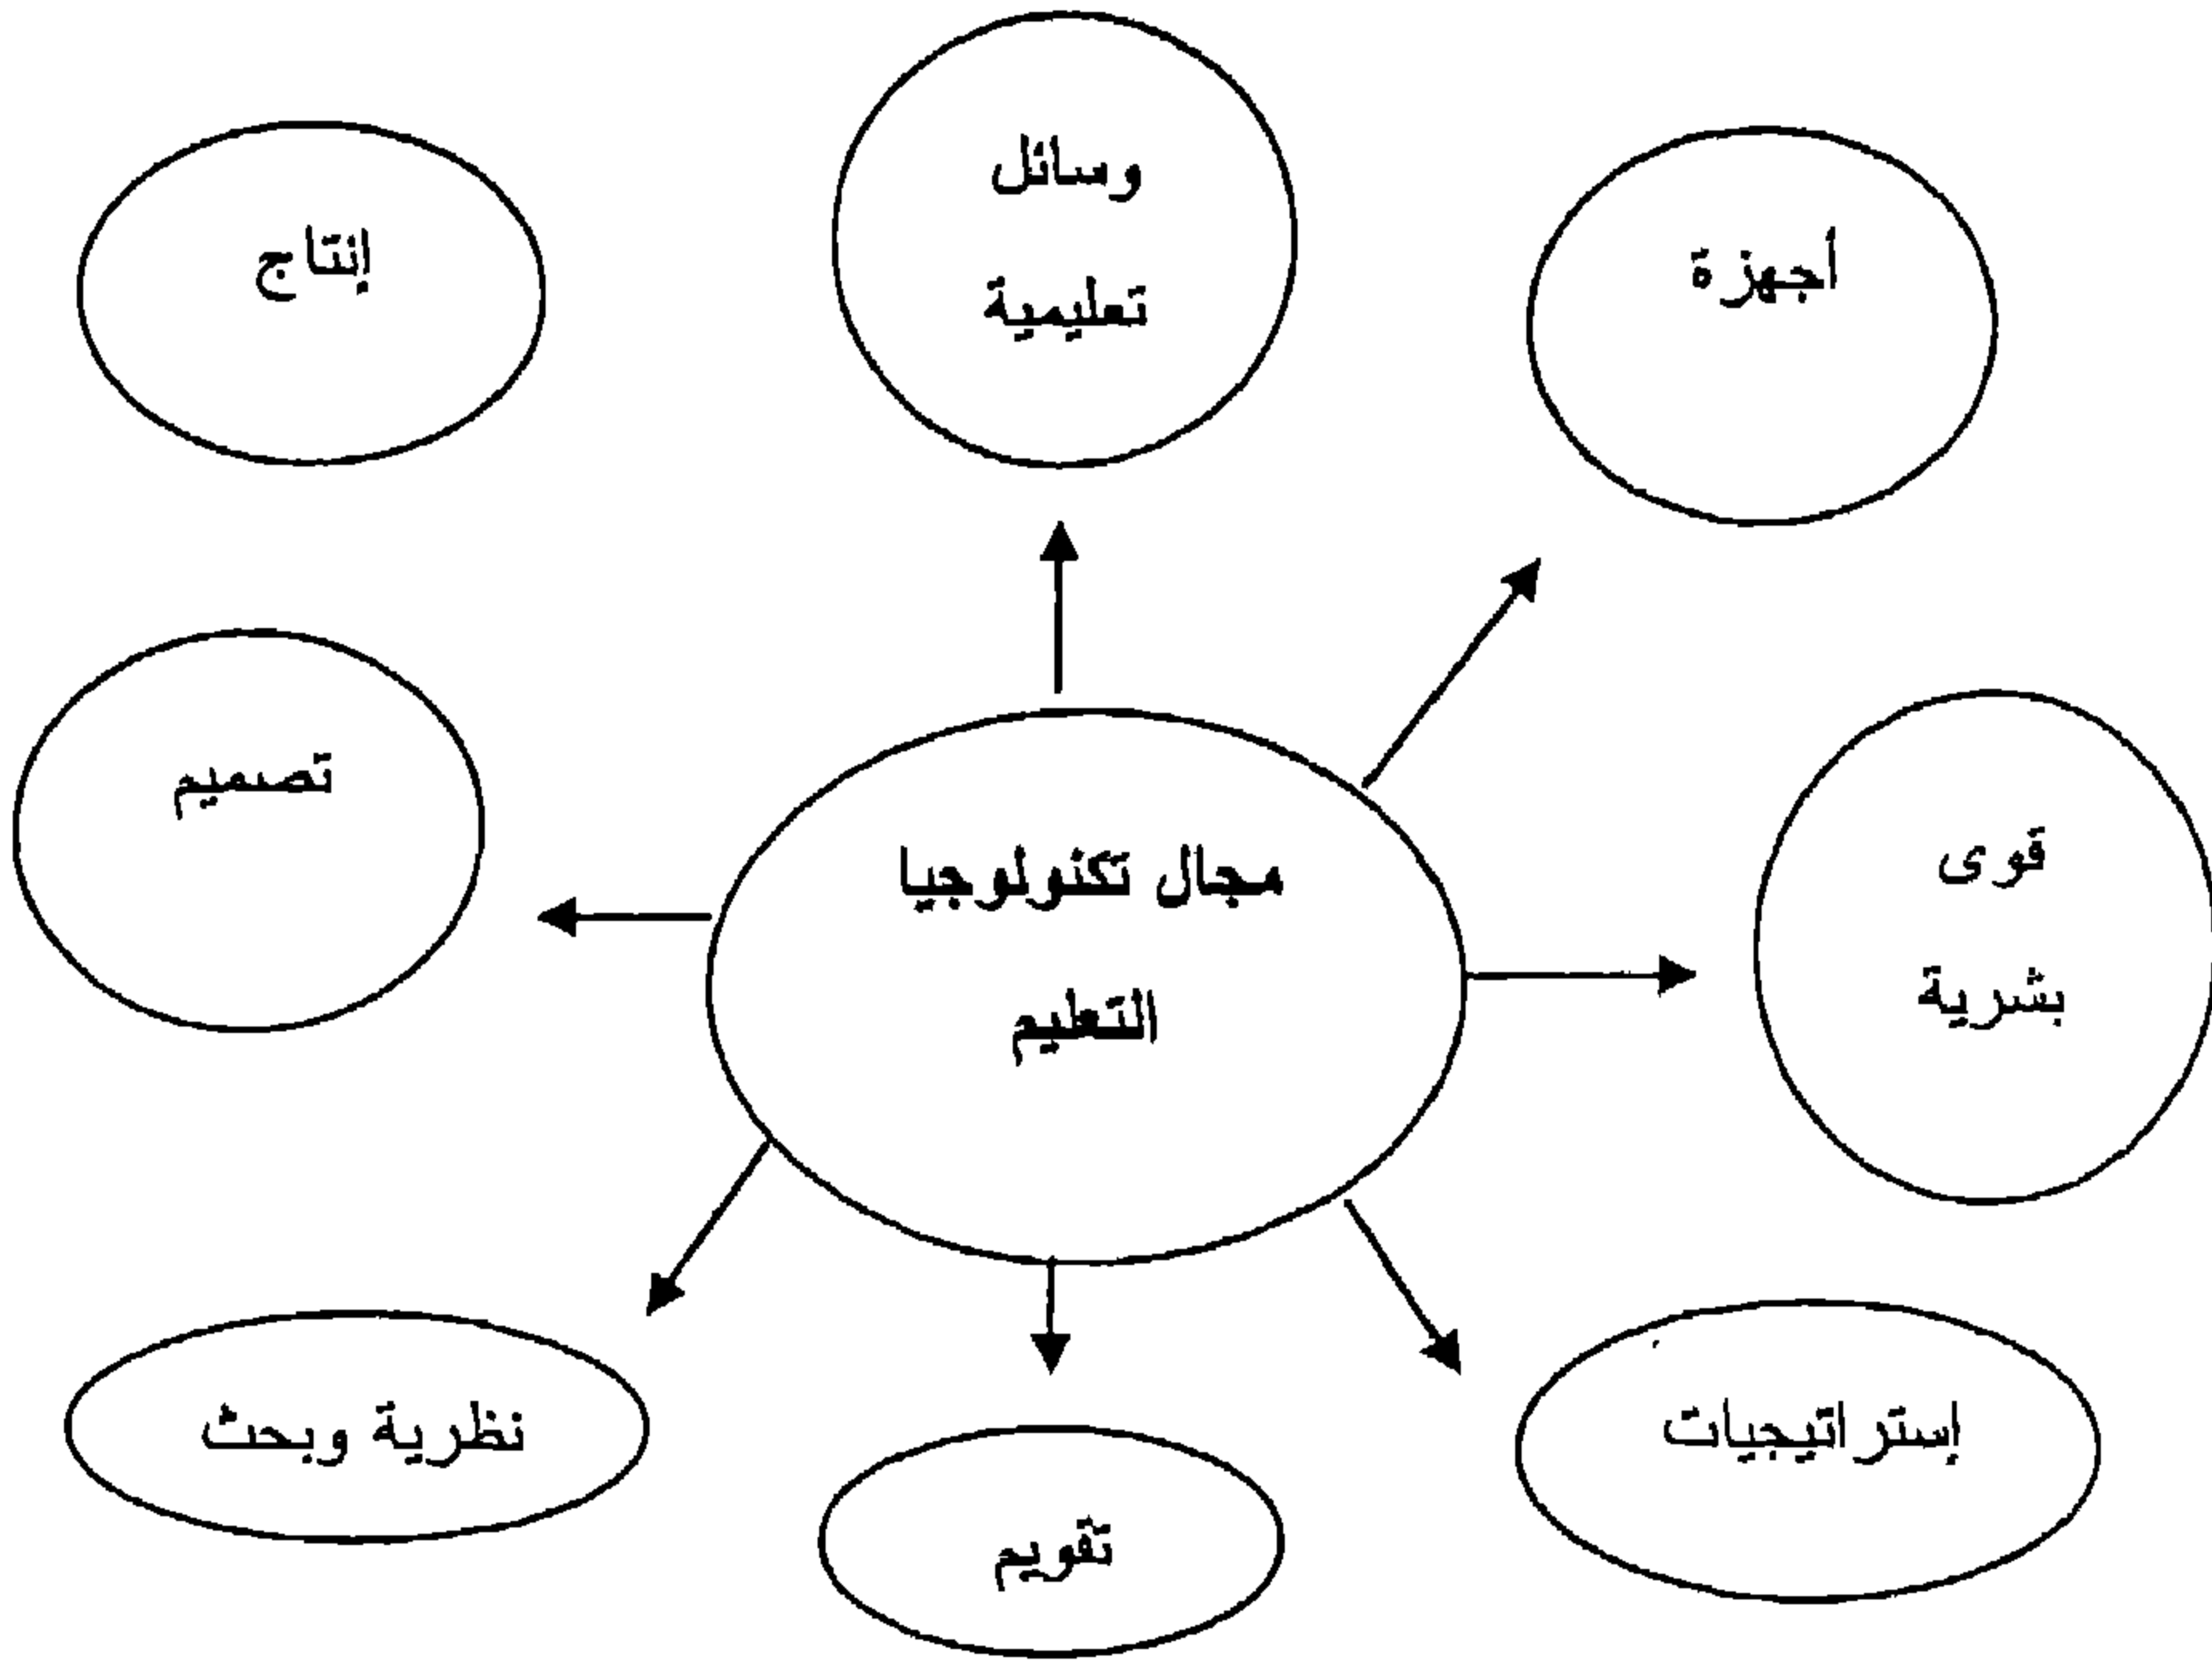 وسائل
تعليمية
أجهزة
إنتاج
قوى
بشرية
تصميم
مجال تكنولوجيا
التعليم
إستراتيجيات
تقويم
نظرية وبحث